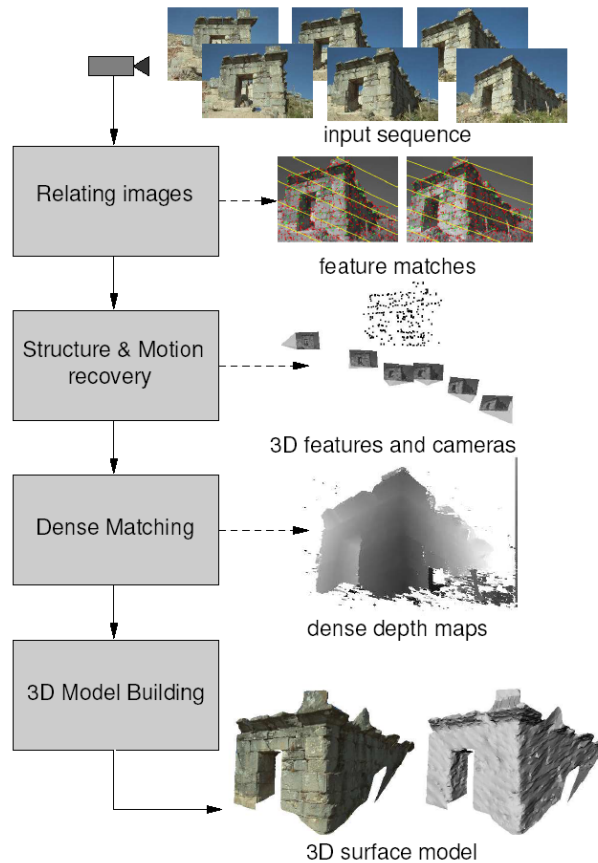 input sequence
Relating images
feature matches
Structure & Motion
recovery
3D features and cameras
Dense Matching
dense depth maps
3D Model Building
3D surface model